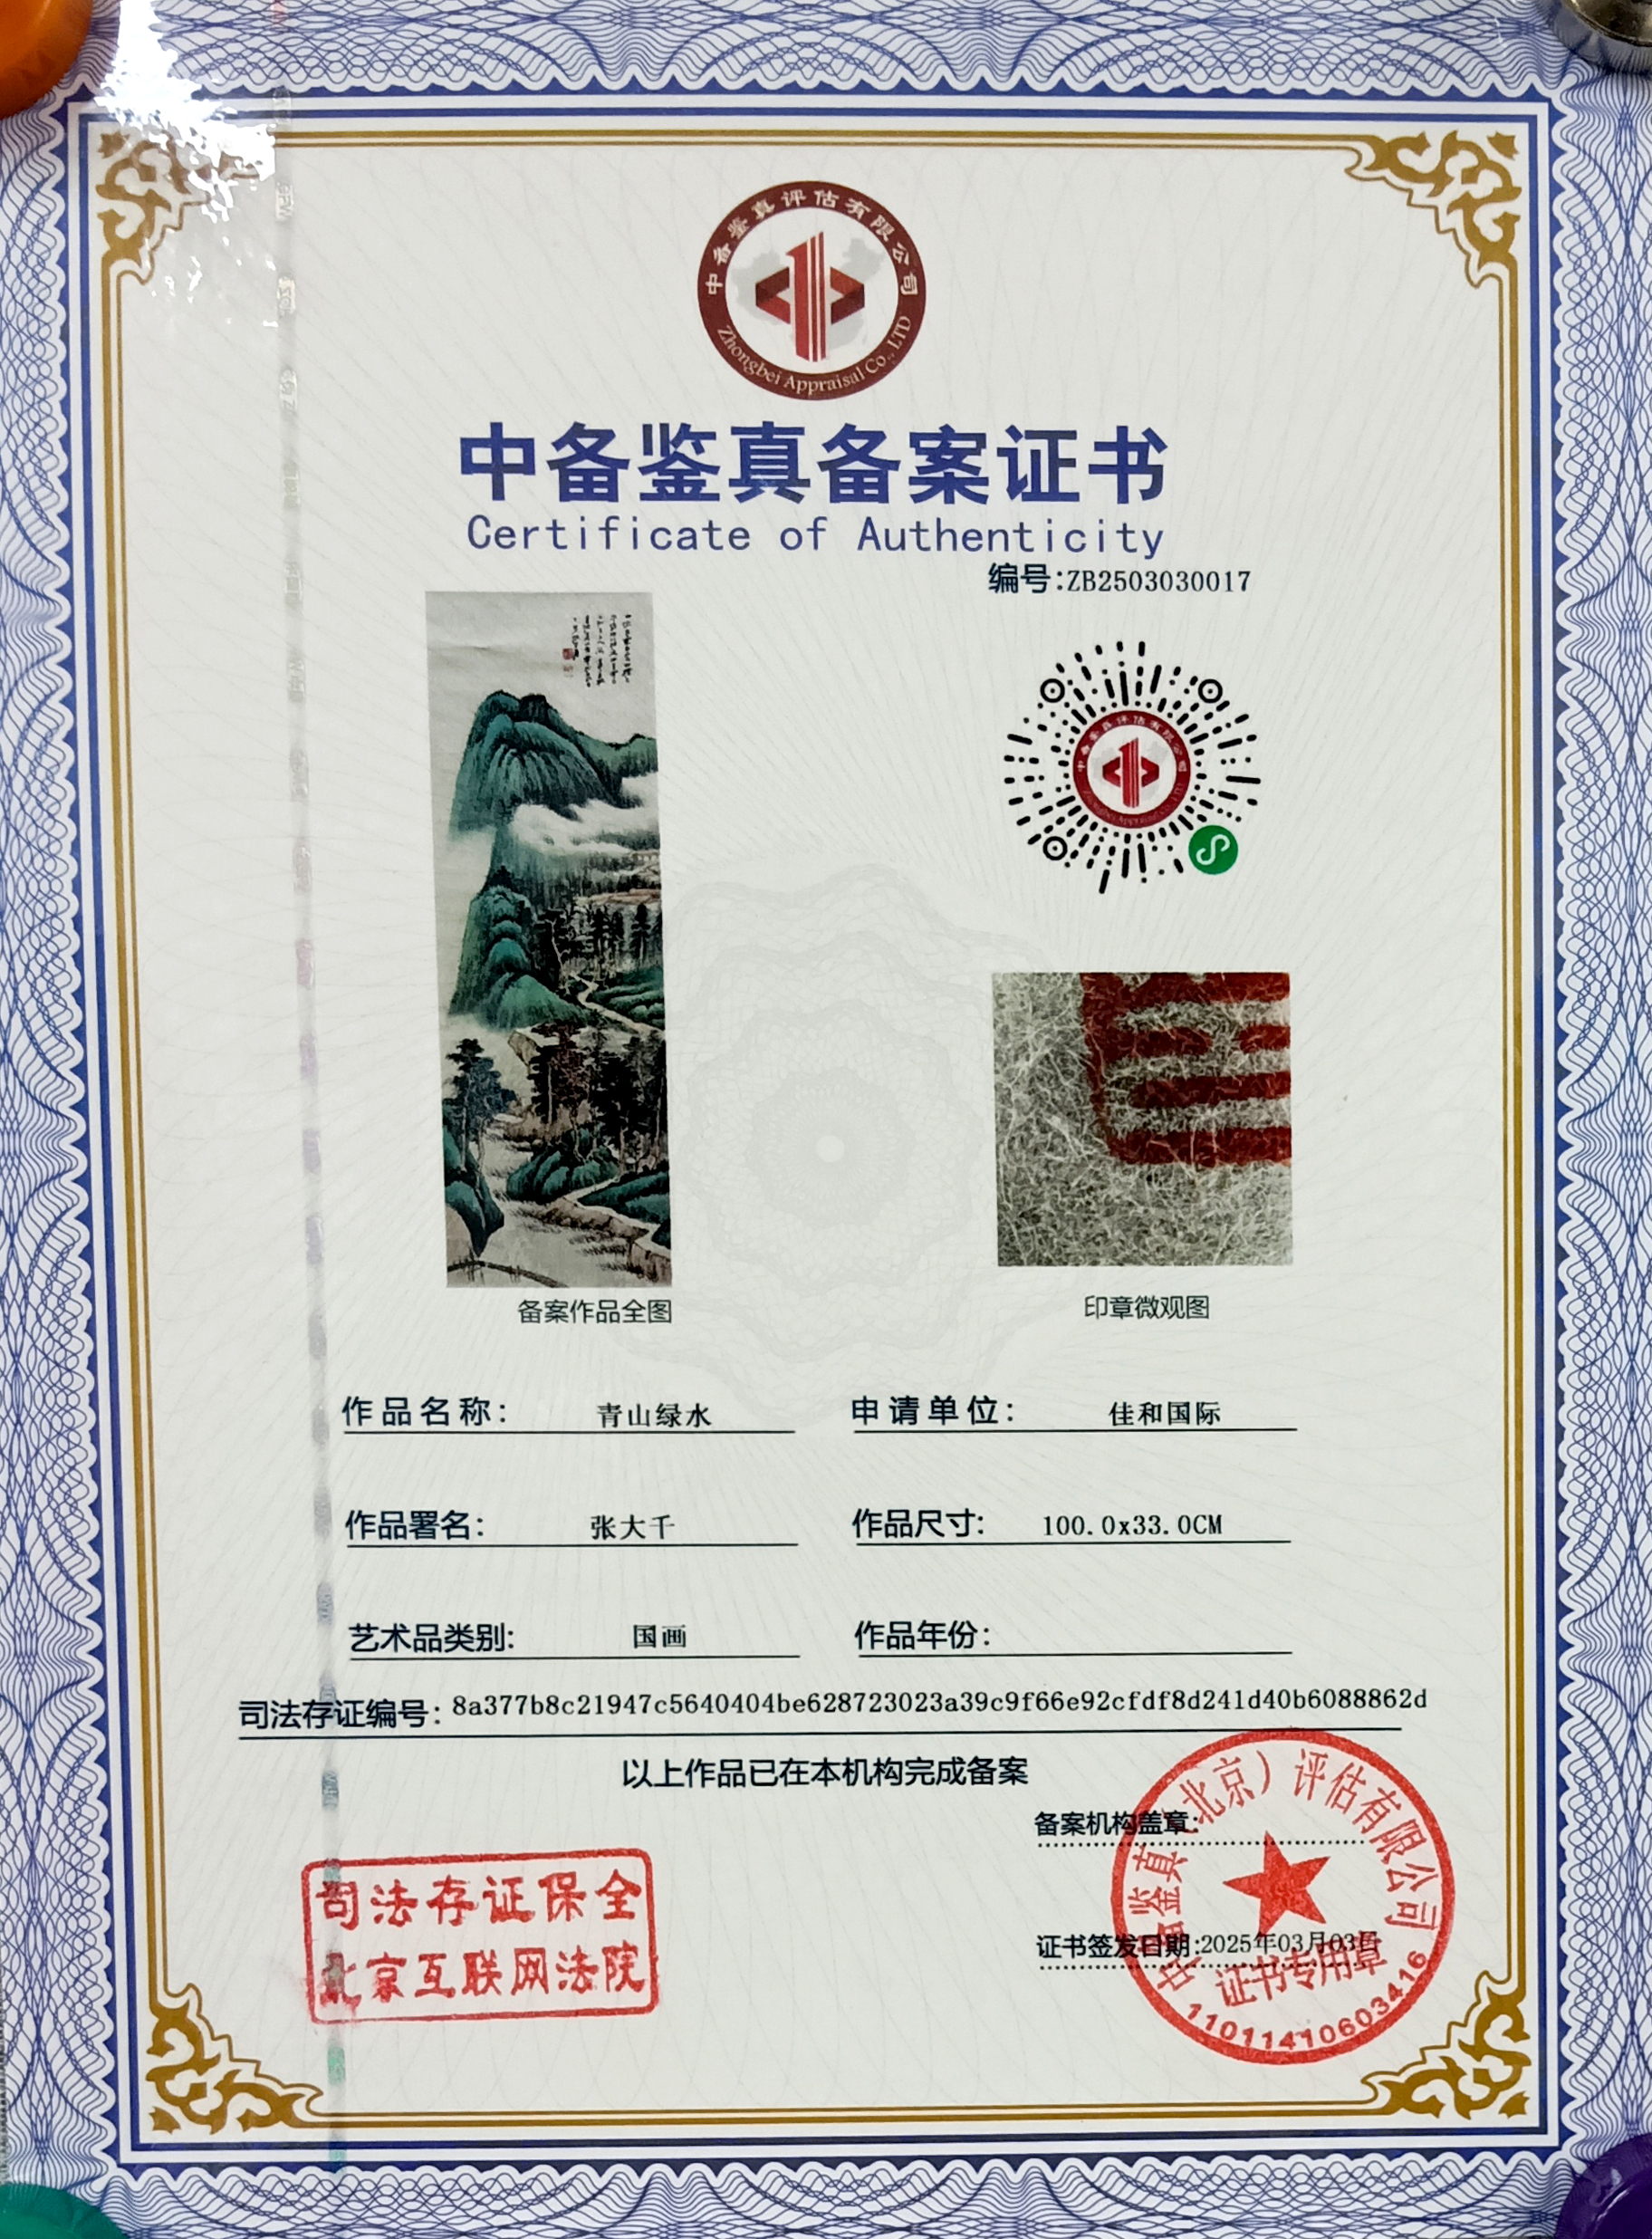 中备鉴真评估有限公司
Zhongbei Appraisal Co., LTD
中备鉴真备案证书
Certificate of Authenticity
编号:ZB2503030017
备案作品全图
印章微观图
作品名称: 青山绿水 申请单位: 佳和国际
作品署名: 张大千 作品尺寸: 100.0x33.0CM
艺术品类别: 国画 作品年份:
司法存证编号: 8a377b8c21947c5640404be628723023a39c9f66e92cfdf8d241d40b6088862d
以上作品已在本机构完成备案
备案机构盖章:
证书签发日期:2025年03月03日
司法存证保全
北京互联网法院
中备鉴真（北京）评估有限公司
证书专用章
11011410603416